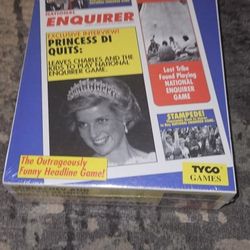 NATIONAL
ENQUIRER
EXCLUSIVE INTERVIEW!
PRINCESS DI
QUITS:
LEAVES CHARLES AND THE
KIDS TO PLAY NATIONAL
ENQUIRER GAME.
Lost Tribe
Found Playing
NATIONAL
ENQUIRER
GAME
STAMPEDE!
The Outrageously
Funny Headline Game!
TYCO
GAMES